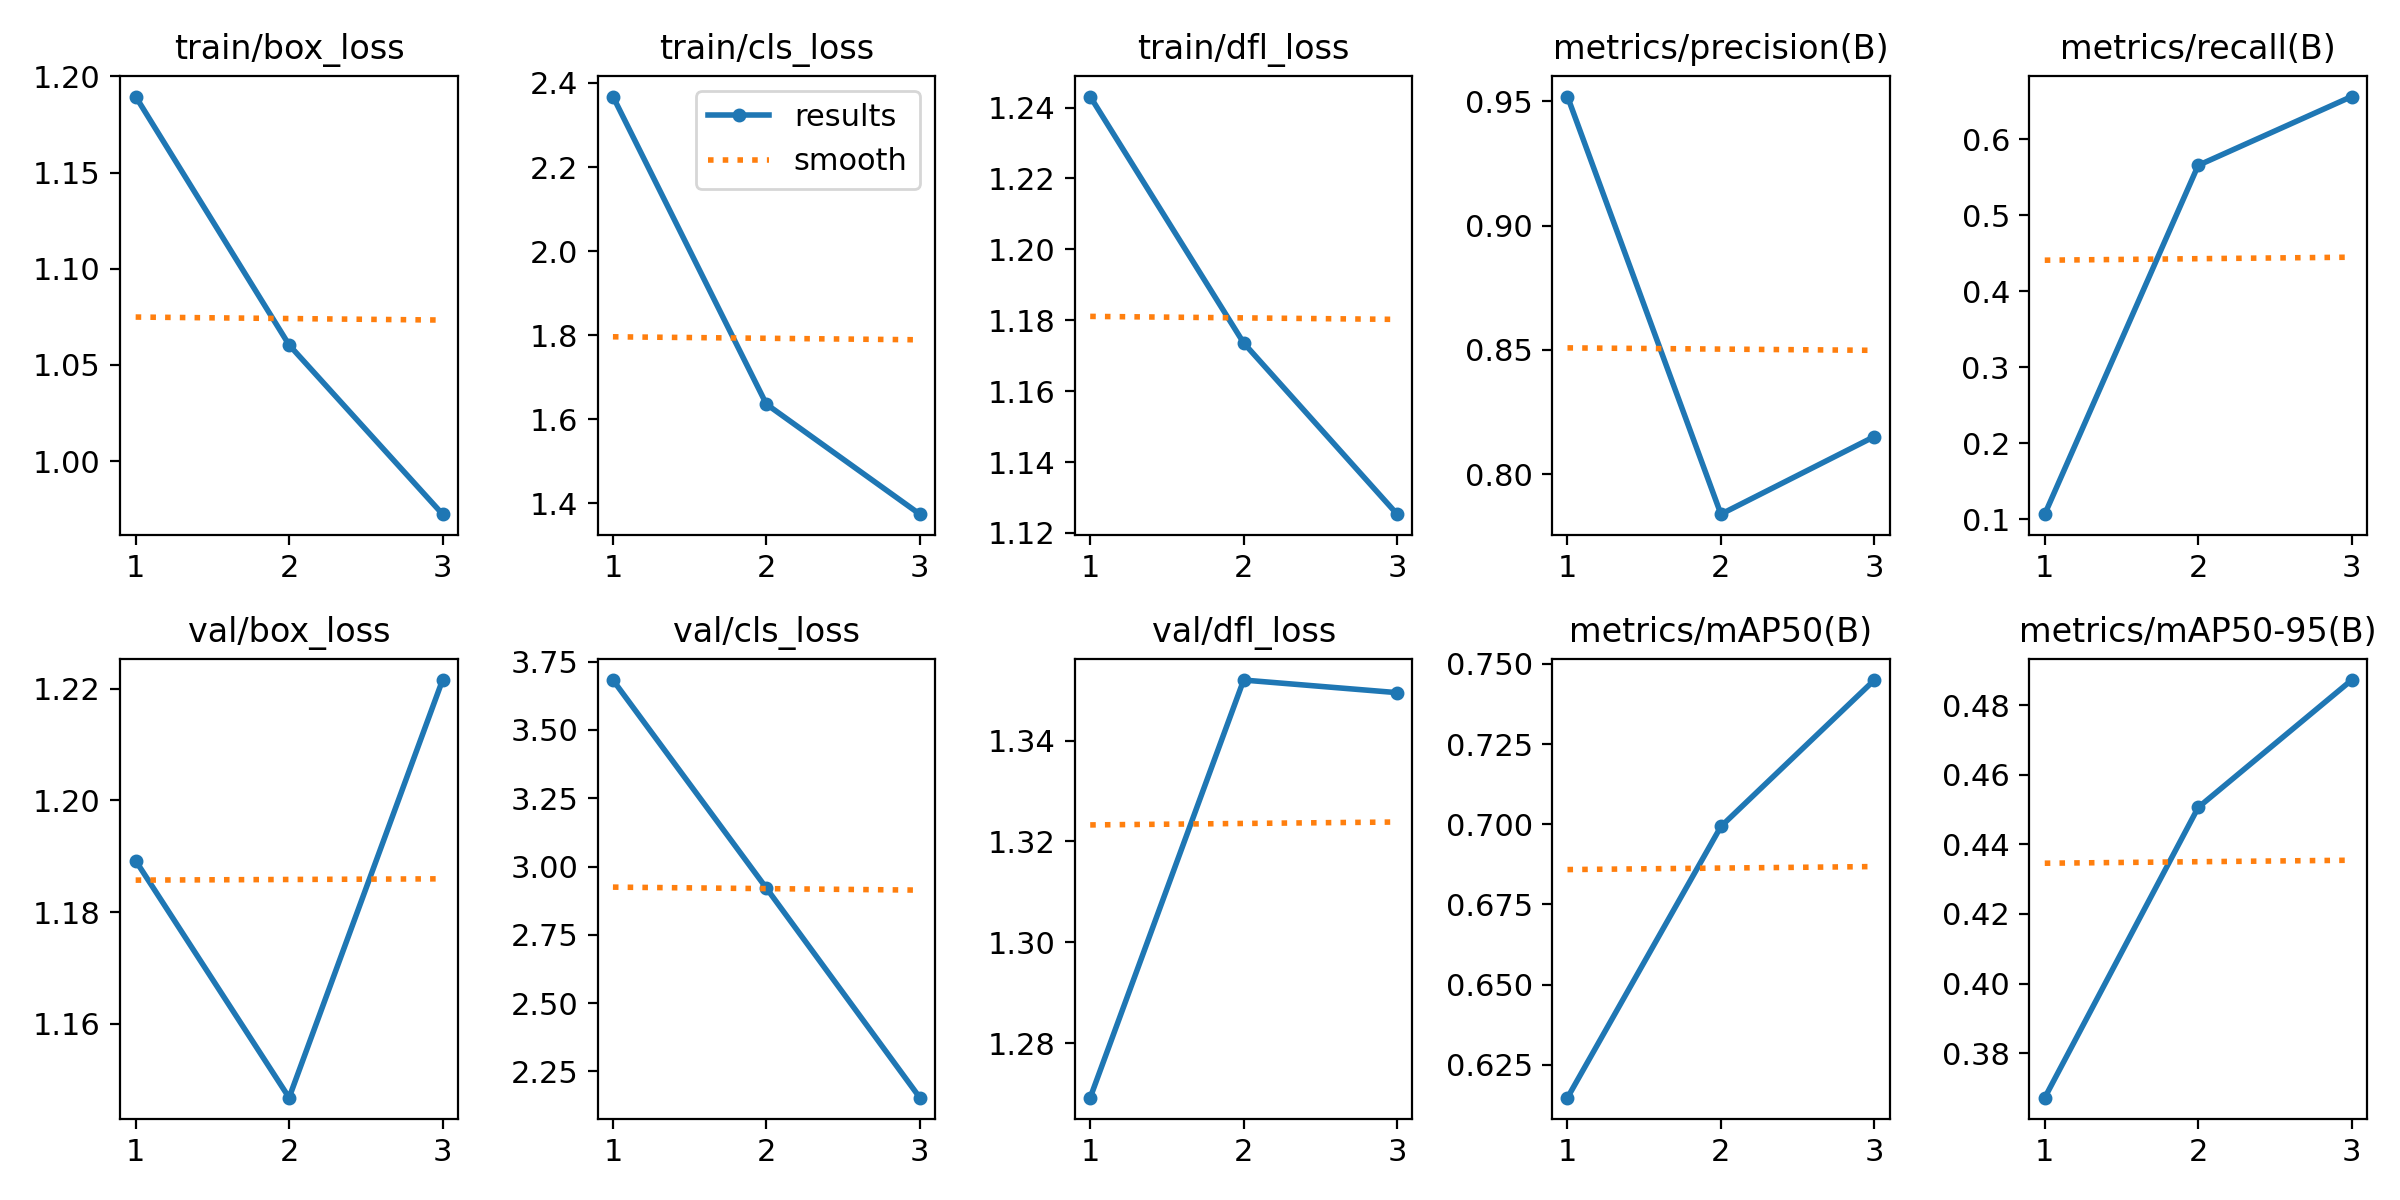 train/box_loss
1.20
1.15
1.10
1.05
1.00
1 2 3
train/cls_loss
2.4
2.2
2.0
1.8
1.6
1.4
results
smooth
1 2 3
train/dfl_loss
1.24
1.22
1.20
1.18
1.16
1.14
1.12
1 2 3
metrics/precision(B)
0.95
0.90
0.85
0.80
1 2 3
metrics/recall(B)
0.6
0.5
0.4
0.3
0.2
0.1
1 2 3
val/box_loss
1.22
1.20
1.18
1.16
1 2 3
val/cls_loss
3.75
3.50
3.25
3.00
2.75
2.50
2.25
1 2 3
val/dfl_loss
1.34
1.32
1.30
1.28
1 2 3
metrics/mAP50(B)
0.750
0.725
0.700
0.675
0.650
0.625
1 2 3
metrics/mAP50-95(B)
0.48
0.46
0.44
0.42
0.40
0.38
1 2 3